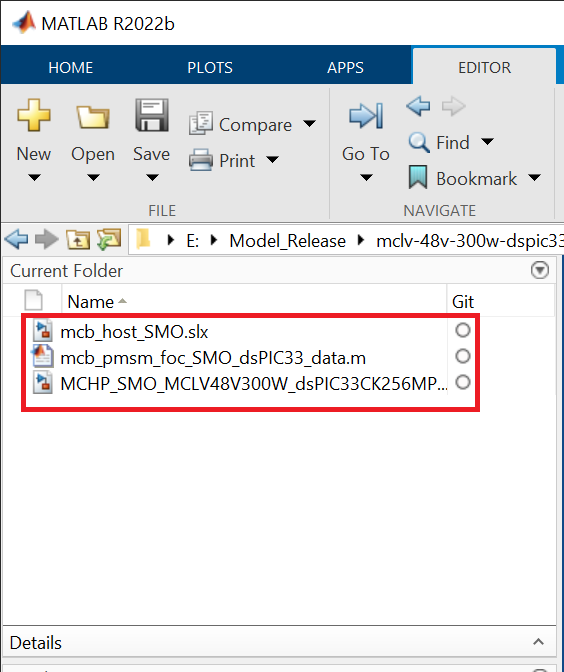 MATLAB R2022b
HOME PLOTS APPS EDITOR
New Open Save Compare Print Go To Find Bookmark
FILE NAVIGATE
E: Model_Release mclv-48v-300w-dspic33
Current Folder
Name Git
mcb_host_SMO.slx
mcb_pmsm_foc_SMO_dsPIC33_data.m
MCHP_SMO_MCLV48V300W_dsPIC33CK256MP...
Details